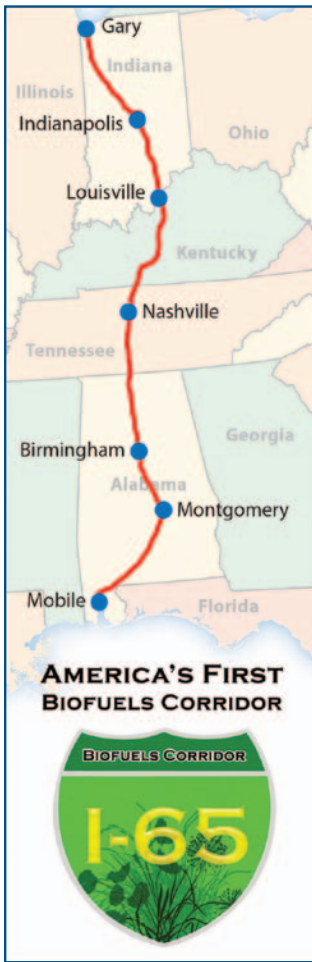 Gary
Indiana
Illinois
Indianapolis
Ohio
Louisville
Kentucky
Nashville
Tennessee
Birmingham
Georgia
Alabama
Montgomery
Mobile
Florida
AMERICA'S FIRST
BIOFUELS CORRIDOR
BIOFUELS CORRIDOR
I-65